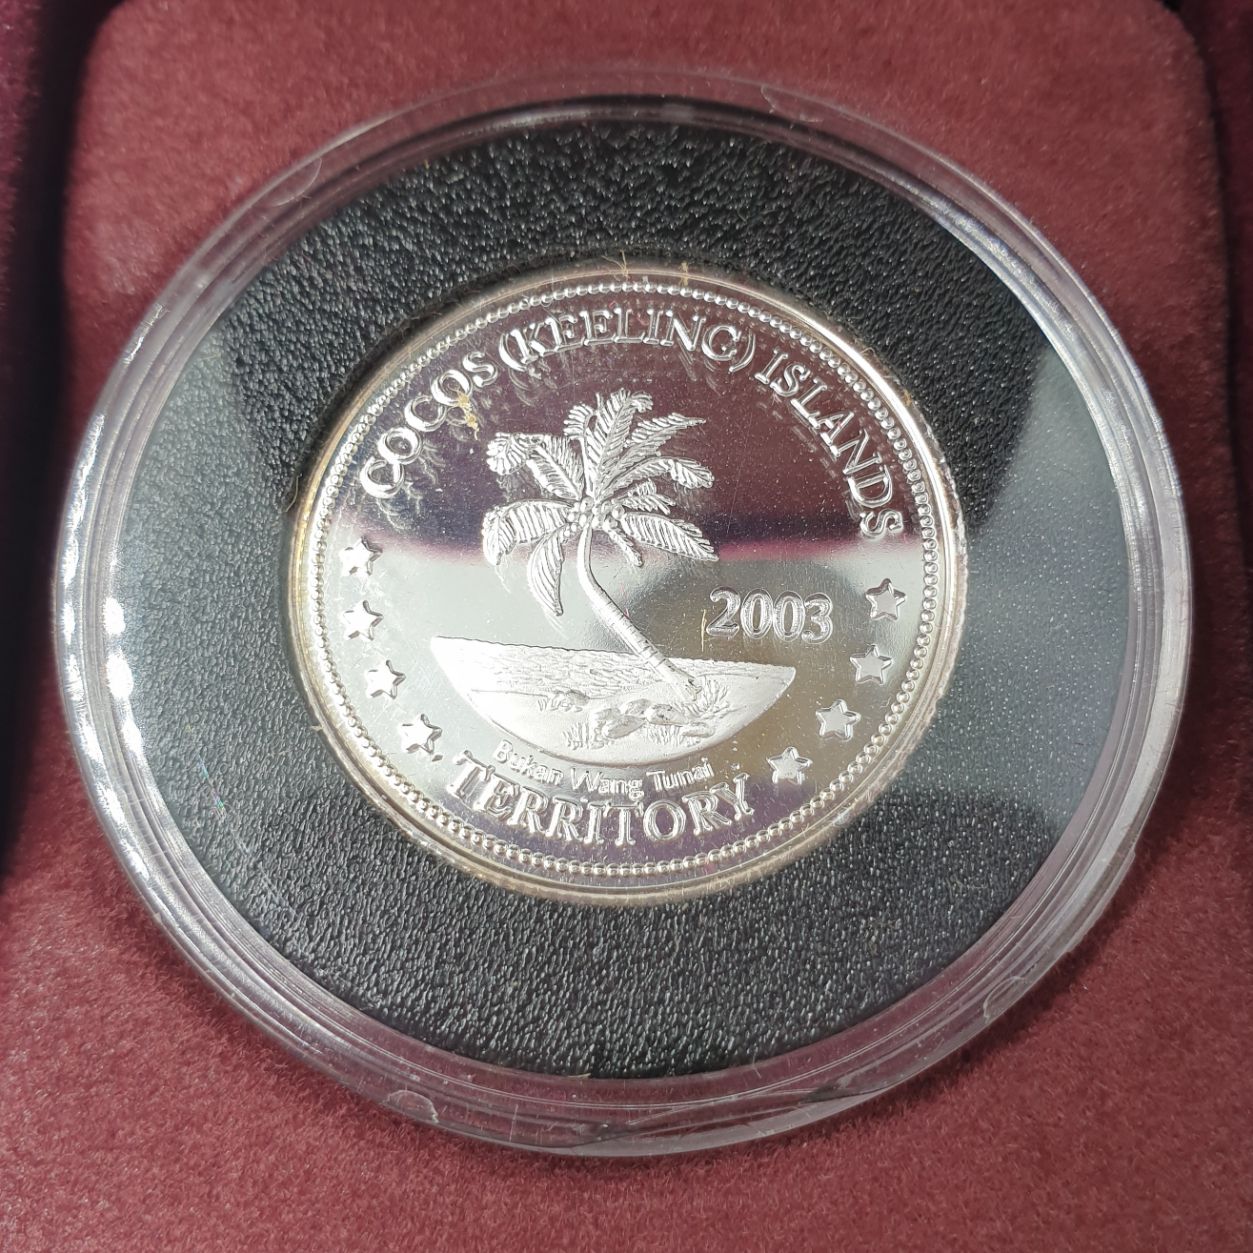 COCOS (KEELING) ISLANDS
2003
Bukan Wang Tunai
TERRITORY